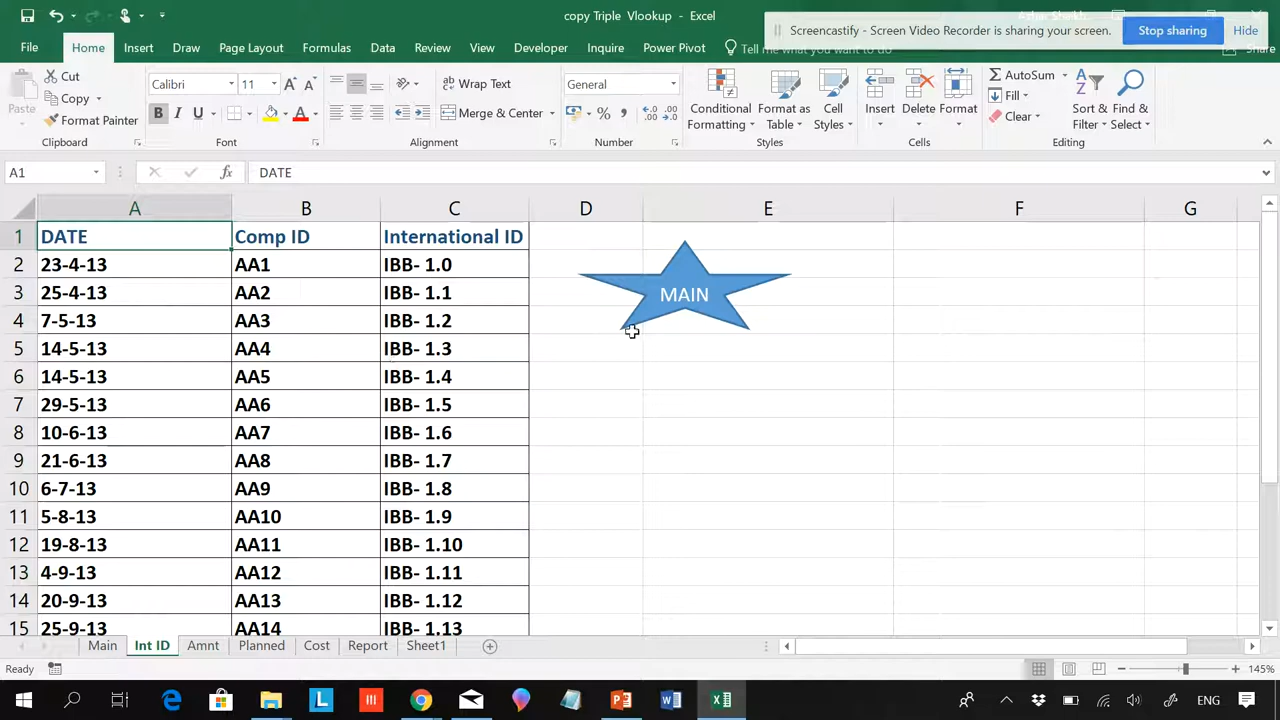 copy Triple Vlookup - Excel
Screencastify - Screen Video Recorder is sharing your screen. Stop sharing Hide
File Home Insert Draw Page Layout Formulas Data Review View Developer Inquire Power Pivot Tell me what you want to do Share
Paste Cut Copy Format Painter
Calibri 11 B I U A
Wrap Text Merge & Center
General % ,
Conditional Formatting Format as Table Cell Styles
Insert Delete Format
AutoSum Fill Clear Sort & Filter Find & Select
Clipboard Font Alignment Number Styles Cells Editing
A1 fx DATE
A B C D E F G
1 DATE Comp ID International ID
2 23-4-13 AA1 IBB- 1.0
3 25-4-13 AA2 IBB- 1.1
MAIN
4 7-5-13 AA3 IBB- 1.2
5 14-5-13 AA4 IBB- 1.3
6 14-5-13 AA5 IBB- 1.4
7 29-5-13 AA6 IBB- 1.5
8 10-6-13 AA7 IBB- 1.6
9 21-6-13 AA8 IBB- 1.7
10 6-7-13 AA9 IBB- 1.8
11 5-8-13 AA10 IBB- 1.9
12 19-8-13 AA11 IBB- 1.10
13 4-9-13 AA12 IBB- 1.11
14 20-9-13 AA13 IBB- 1.12
15 25-9-13 AA14 IBB- 1.13
Main Int ID Amnt Planned Cost Report Sheet1
Ready 145%
ENG